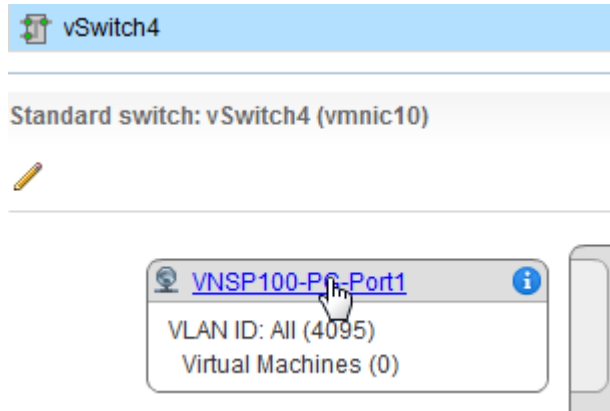 vSwitch4
Standard switch: vSwitch4 (vmnic10)
VNSP100-PG-Port1
VLAN ID: All (4095)
Virtual Machines (0)